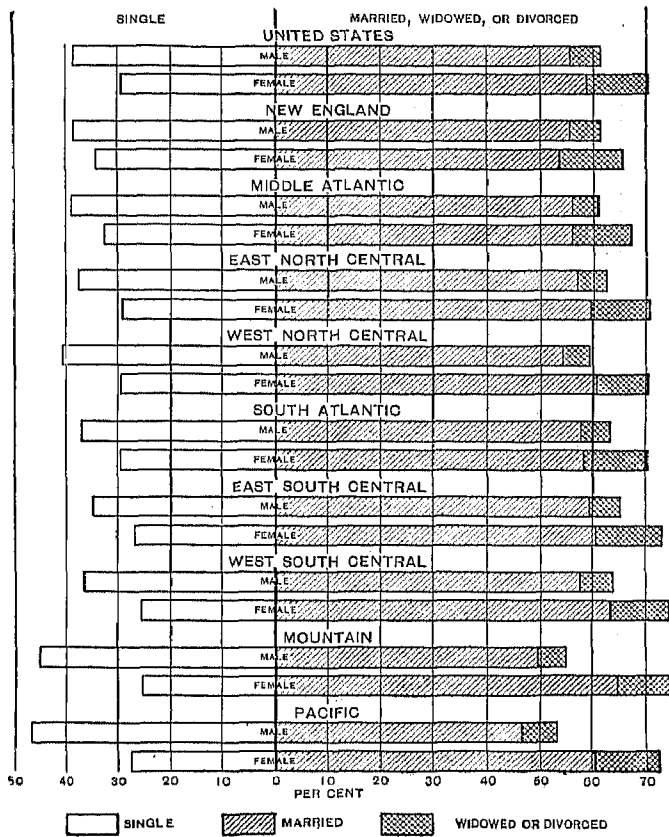 SINGLE MARRIED, WIDOWED, OR DIVORCED
UNITED STATES
MALE
FEMALE
NEW ENGLAND
MALE
FEMALE
MIDDLE ATLANTIC
MALE
FEMALE
EAST NORTH CENTRAL
MALE
FEMALE
WEST NORTH CENTRAL
MALE
FEMALE
SOUTH ATLANTIC
MALE
FEMALE
EAST SOUTH CENTRAL
MALE
FEMALE
WEST SOUTH CENTRAL
MALE
FEMALE
MOUNTAIN
MALE
FEMALE
PACIFIC
MALE
FEMALE
50 40 30 20 10 0 10 20 30 40 50 60 70
PER CENT
SINGLE MARRIED WIDOWED OR DIVORCED